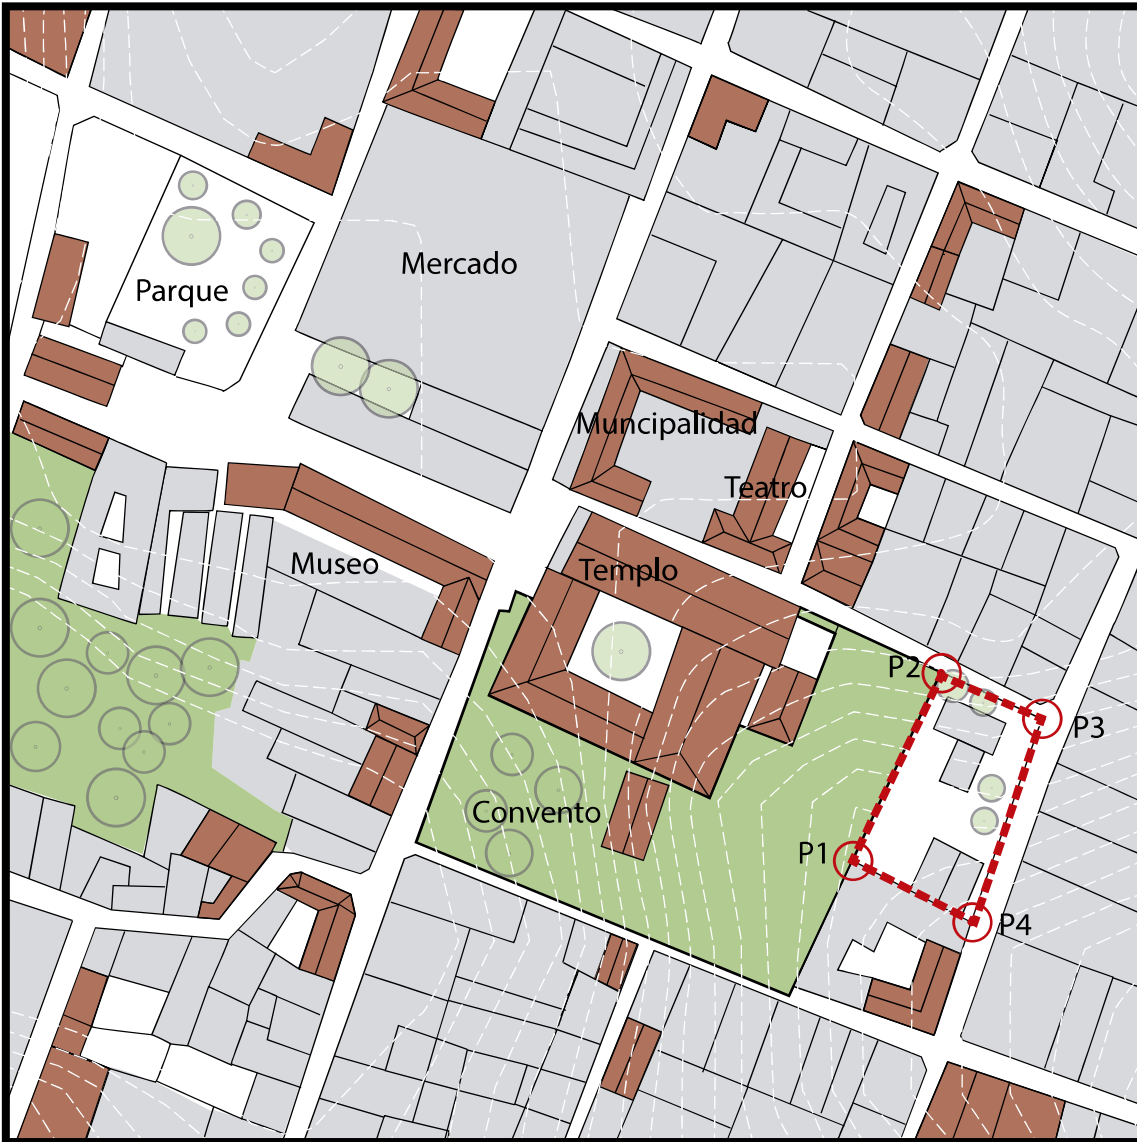 Mercado
Parque
Muncipalidad
Teatro
Museo
Templo
P2
P3
Convento
P1
P4